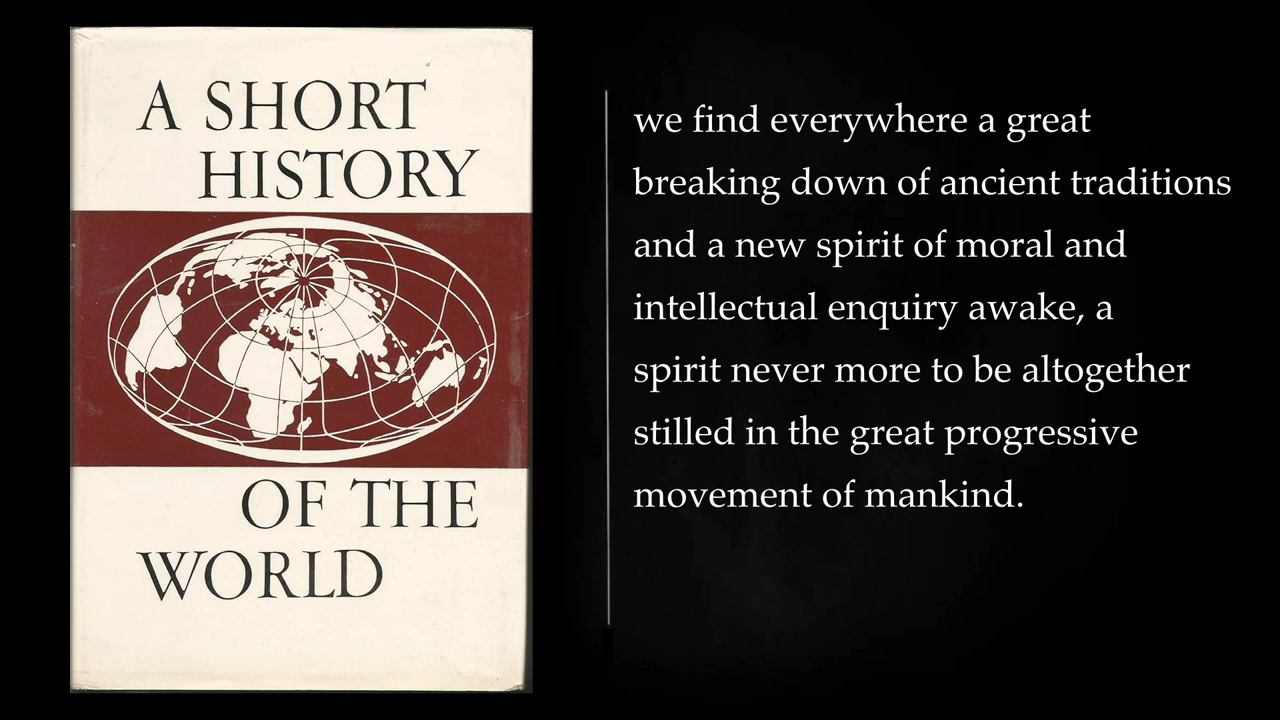 A SHORT
HISTORY
OF THE
WORLD
we find everywhere a great
breaking down of ancient traditions
and a new spirit of moral and
intellectual enquiry awake, a
spirit never more to be altogether
stilled in the great progressive
movement of mankind.